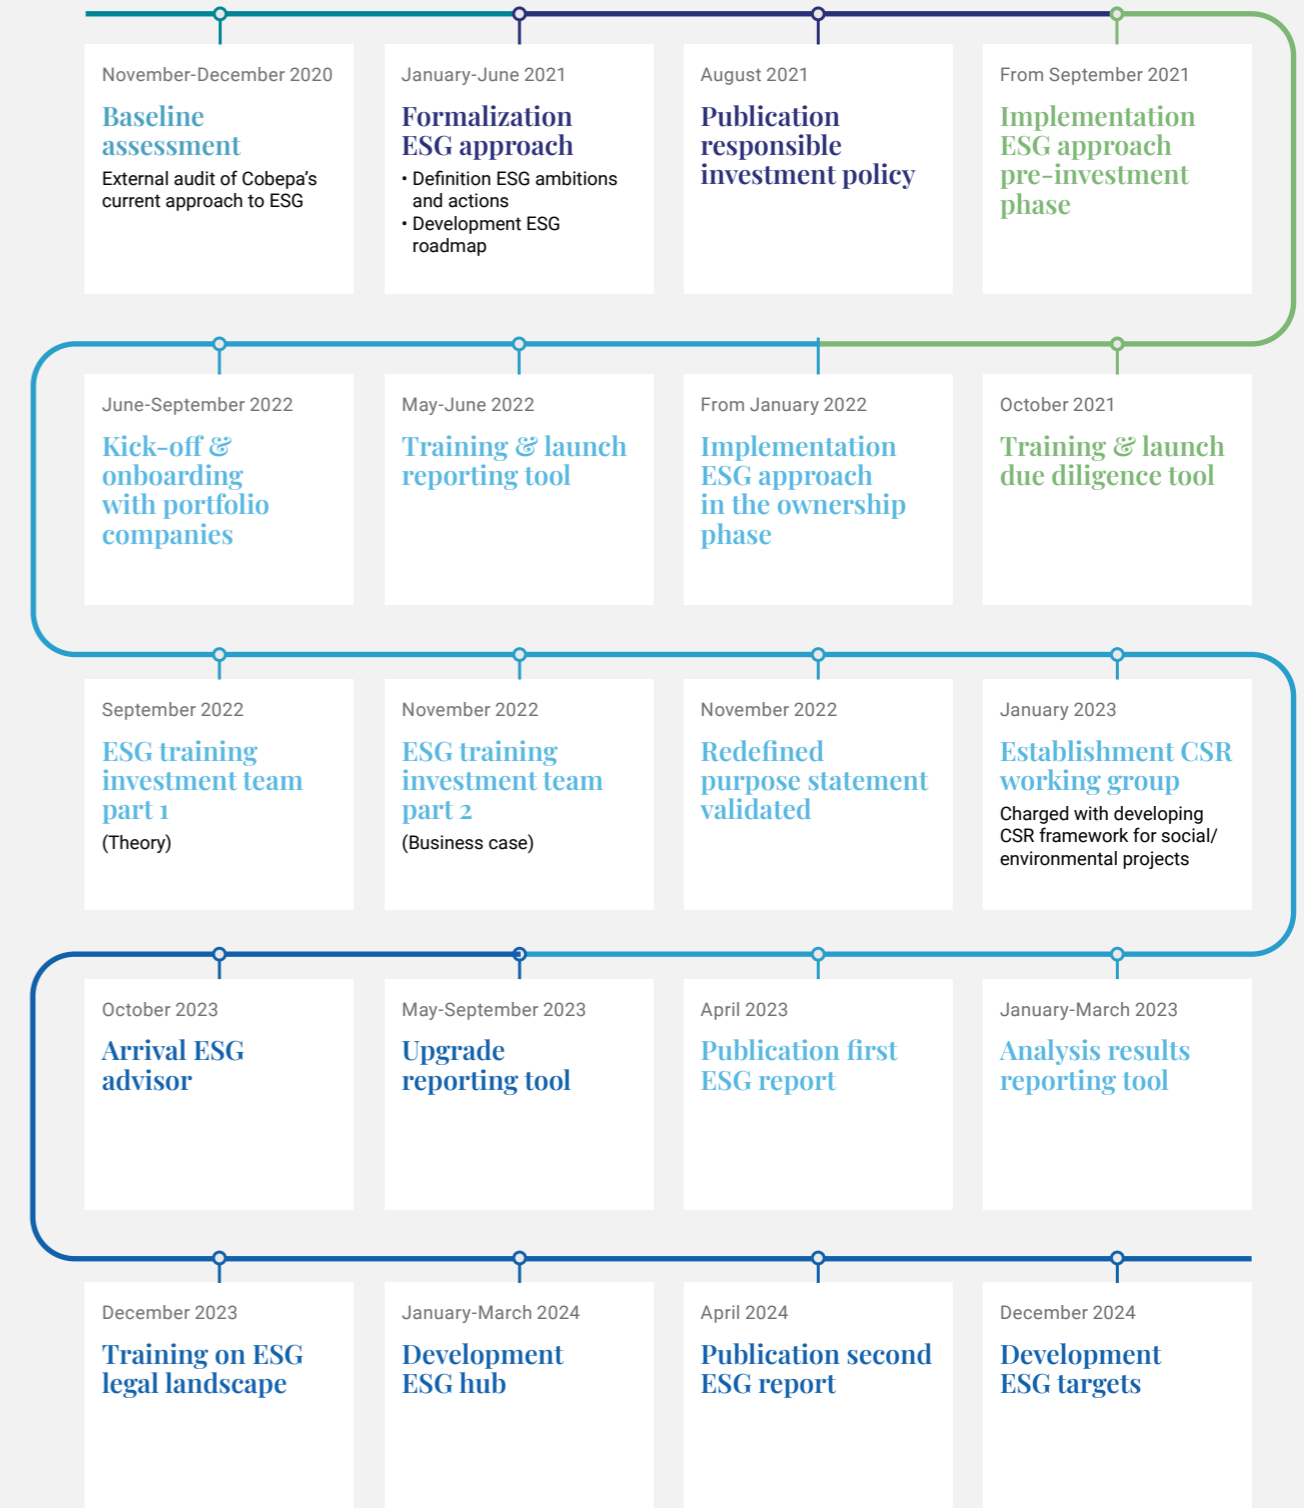 November-December 2020
Baseline
assessment
External audit of Cobepa’s
current approach to ESG
January-June 2021
Formalization
ESG approach
• Definition ESG ambitions
and actions
• Development ESG
roadmap
August 2021
Publication
responsible
investment policy
From September 2021
Implementation
ESG approach
pre-investment
phase
June-September 2022
Kick-off &
onboarding
with portfolio
companies
May-June 2022
Training & launch
reporting tool
From January 2022
Implementation
ESG approach
in the ownership
phase
October 2021
Training & launch
due diligence tool
September 2022
ESG training
investment team
part 1
(Theory)
November 2022
ESG training
investment team
part 2
(Business case)
November 2022
Redefined
purpose statement
validated
January 2023
Establishment CSR
working group
Charged with developing
CSR framework for social/
environmental projects
October 2023
Arrival ESG
advisor
May-September 2023
Upgrade
reporting tool
April 2023
Publication first
ESG report
January-March 2023
Analysis results
reporting tool
December 2023
Training on ESG
legal landscape
January-March 2024
Development
ESG hub
April 2024
Publication second
ESG report
December 2024
Development
ESG targets